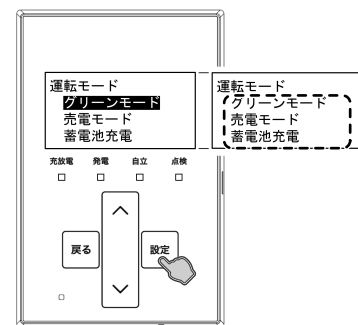 運転モード
グリーンモード
売電モード
蓄電池充電
運転モード
グリーンモード
売電モード
蓄電池充電
充放電 発電 自立 点検
戻る 設定